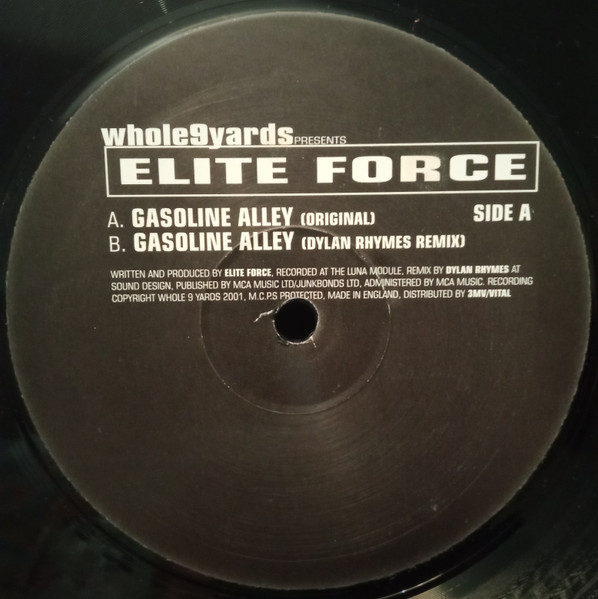 whole9yards PRESENTS
ELITE FORCE
A. GASOLINE ALLEY (ORIGINAL) SIDE A
B. GASOLINE ALLEY (DYLAN RHYMES REMIX)
WRITTEN AND PRODUCED BY ELITE FORCE, RECORDED AT THE LUNA MODULE, REMIX BY DYLAN RHYMES AT
SOUND DESIGN, PUBLISHED BY MCA MUSIC LTD/JUNKBONDS LTD, ADMINISTERED BY MCA MUSIC. RECORDING
COPYRIGHT WHOLE 9 YARDS 2001, M.C.P.S PROTECTED, MADE IN ENGLAND, DISTRIBUTED BY 3MV/VITAL